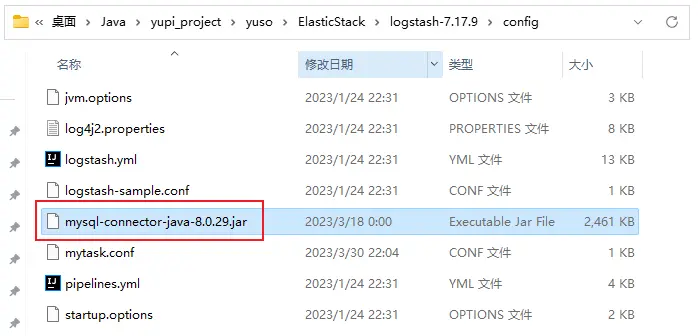 « 桌面 > Java > yupi_project > yuso > ElasticStack > logstash-7.17.9 > config
名称 修改日期 类型 大小
jvm.options 2023/1/24 22:31 OPTIONS 文件 3 KB
log4j2.properties 2023/1/24 22:31 PROPERTIES 文件 8 KB
logstash.yml 2023/1/24 22:31 YML 文件 13 KB
logstash-sample.conf 2023/1/24 22:31 CONF 文件 1 KB
mysql-connector-java-8.0.29.jar 2023/3/18 0:00 Executable Jar File 2,461 KB
mytask.conf 2023/3/30 22:04 CONF 文件 1 KB
pipelines.yml 2023/1/24 22:31 YML 文件 4 KB
startup.options 2023/1/24 22:31 OPTIONS 文件 2 KB